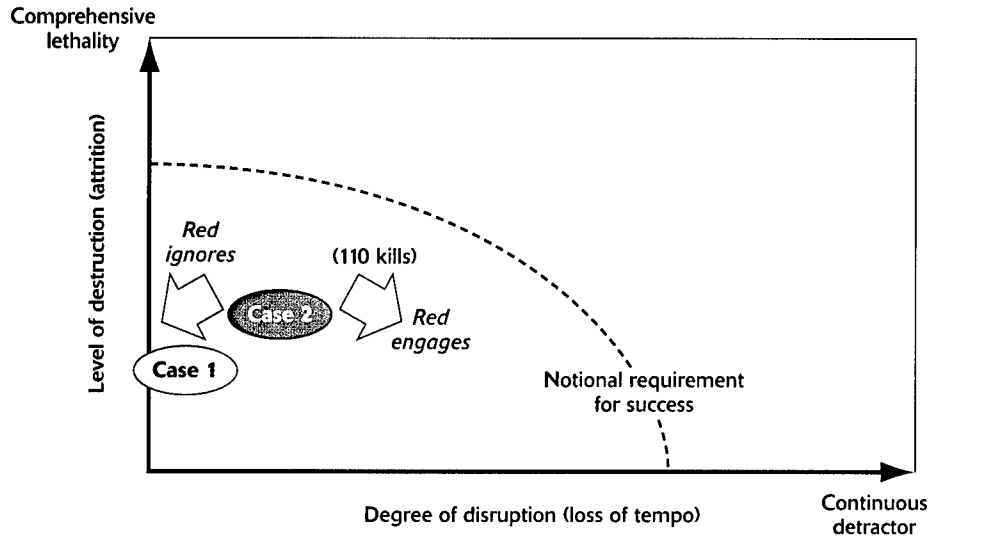 Comprehensive
lethality
Level of destruction (attrition)
Red
ignores
(110 kills)
Case 2
Red
engages
Case 1
Notional requirement
for success
Degree of disruption (loss of tempo)
Continuous
detractor